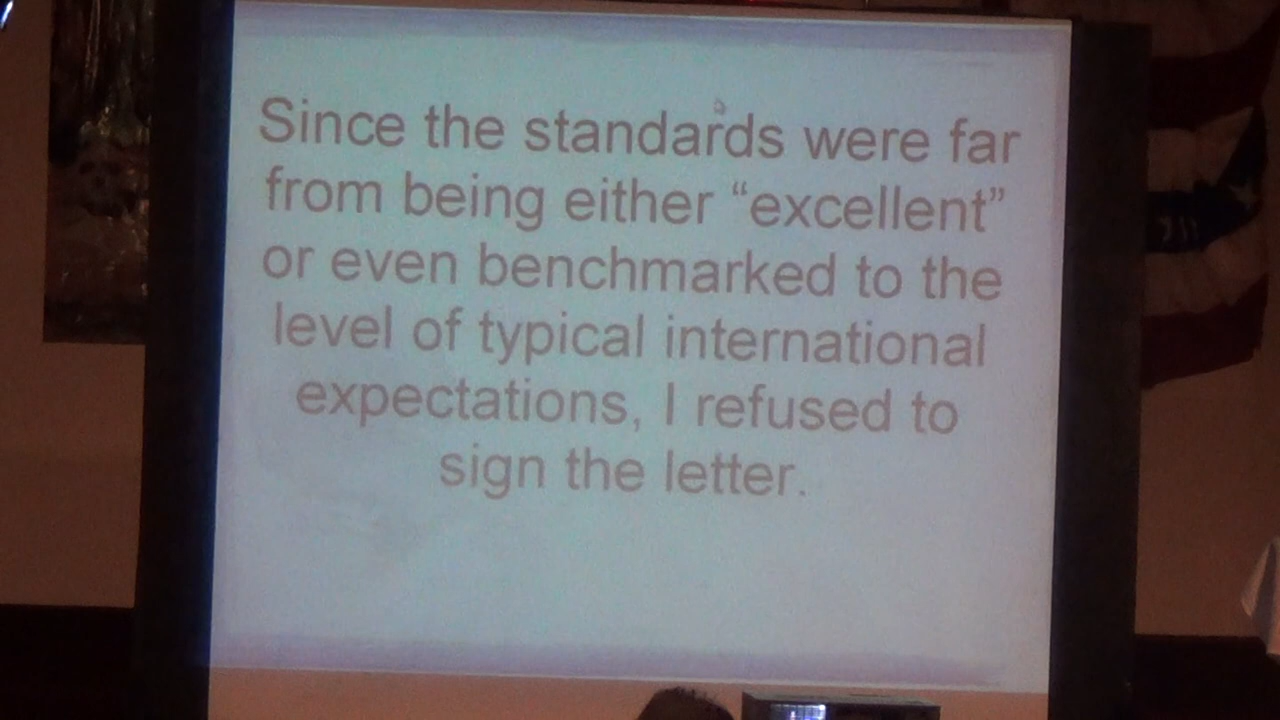 Since the standards were far
from being either “excellent”
or even benchmarked to the
level of typical international
expectations, I refused to
sign the letter.